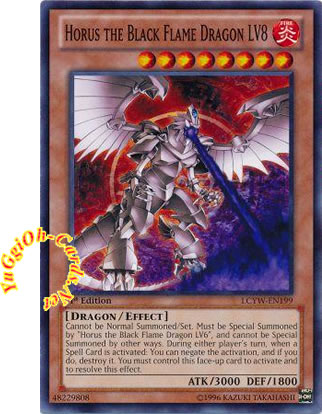 HORUS THE BLACK FLAME DRAGON LV8
FIRE
炎
YuGgiOh-Cards.Net
1st Edition
LCYW-EN199
[DRAGON / EFFECT]
Cannot be Normal Summoned/Set. Must be Special Summoned
by "Horus the Black Flame Dragon LV6", and cannot be Special
Summoned by other ways. During either player's turn, when a
Spell Card is activated: You can negate the activation, and if you
do, destroy it. You must control this face-up card to activate and
to resolve this effect.
ATK/3000 DEF/1800
48229808
©1996 KAZUKI TAKAHASHI